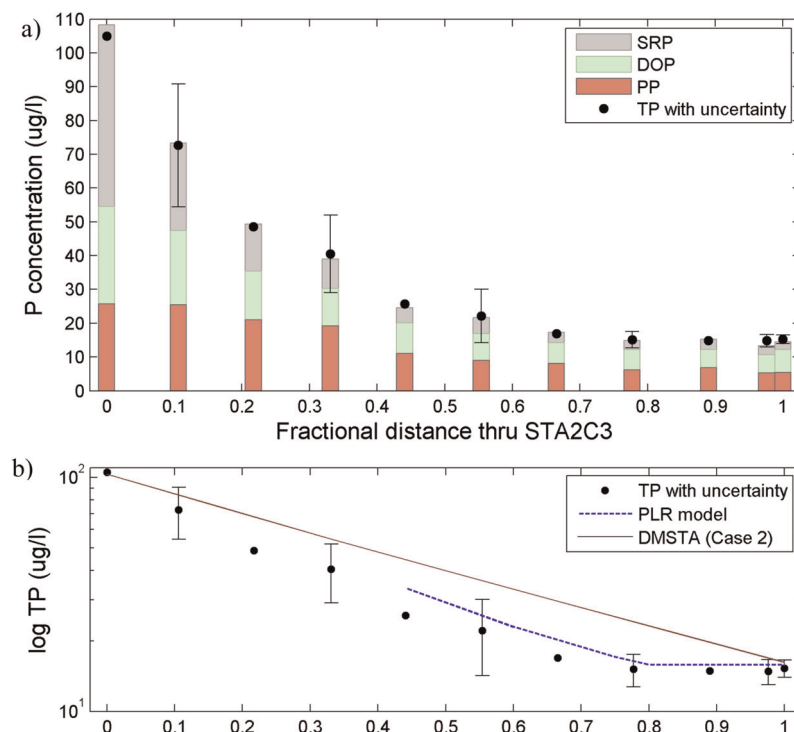 a)
110
100
90
80
70
60
50
40
30
20
10
0
P concentration (ug/l)
SRP
DOP
PP
TP with uncertainty
0 0.1 0.2 0.3 0.4 0.5 0.6 0.7 0.8 0.9 1
Fractional distance thru STA2C3
b)
10^2
10^1
log TP (ug/l)
TP with uncertainty
PLR model
DMSTA (Case 2)
0 0.1 0.2 0.3 0.4 0.5 0.6 0.7 0.8 0.9 1